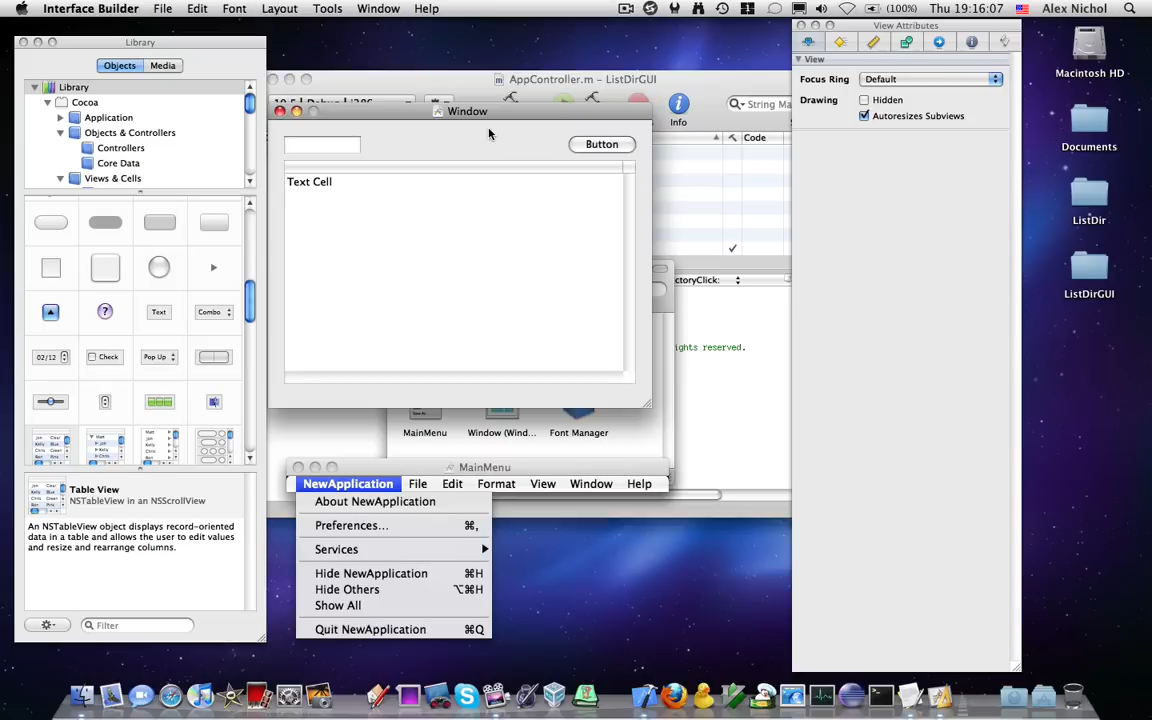 Interface Builder File Edit Font Layout Tools Window Help
(100%) Thu 19:16:07 Alex Nichol
Library
Objects Media
Library
Cocoa
Application
Objects & Controllers
Controllers
Core Data
Views & Cells
Text Combo
02/12 Check Pop Up
Table View
NSTableView in an NSScrollView
An NSTableView object displays record-oriented
data in a table and allows the user to edit values
and resize and rearrange columns.
Filter
AppController.m – ListDirGUI
Info
String Ma
Code
Window
Button
Text Cell
ctoryClick:
ights reserved.
MainMenu Window (Wind... Font Manager
MainMenu
NewApplication File Edit Format View Window Help
About NewApplication
Preferences... ⌘,
Services
Hide NewApplication ⌘H
Hide Others ⌥⌘H
Show All
Quit NewApplication ⌘Q
View Attributes
View
Focus Ring Default
Drawing Hidden
Autoresizes Subviews
Macintosh HD
Documents
ListDir
ListDirGUI